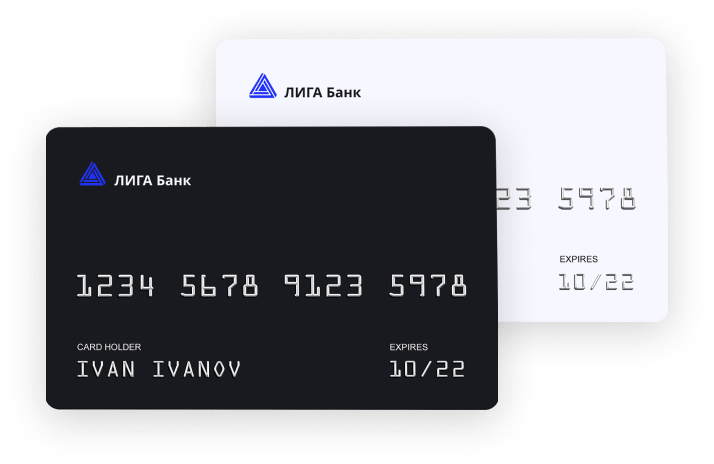 ЛИГА Банк
23 5978
EXPIRES
10/22
ЛИГА Банк
1234 5678 9123 5978
CARD HOLDER
IVAN IVANOV
EXPIRES
10/22